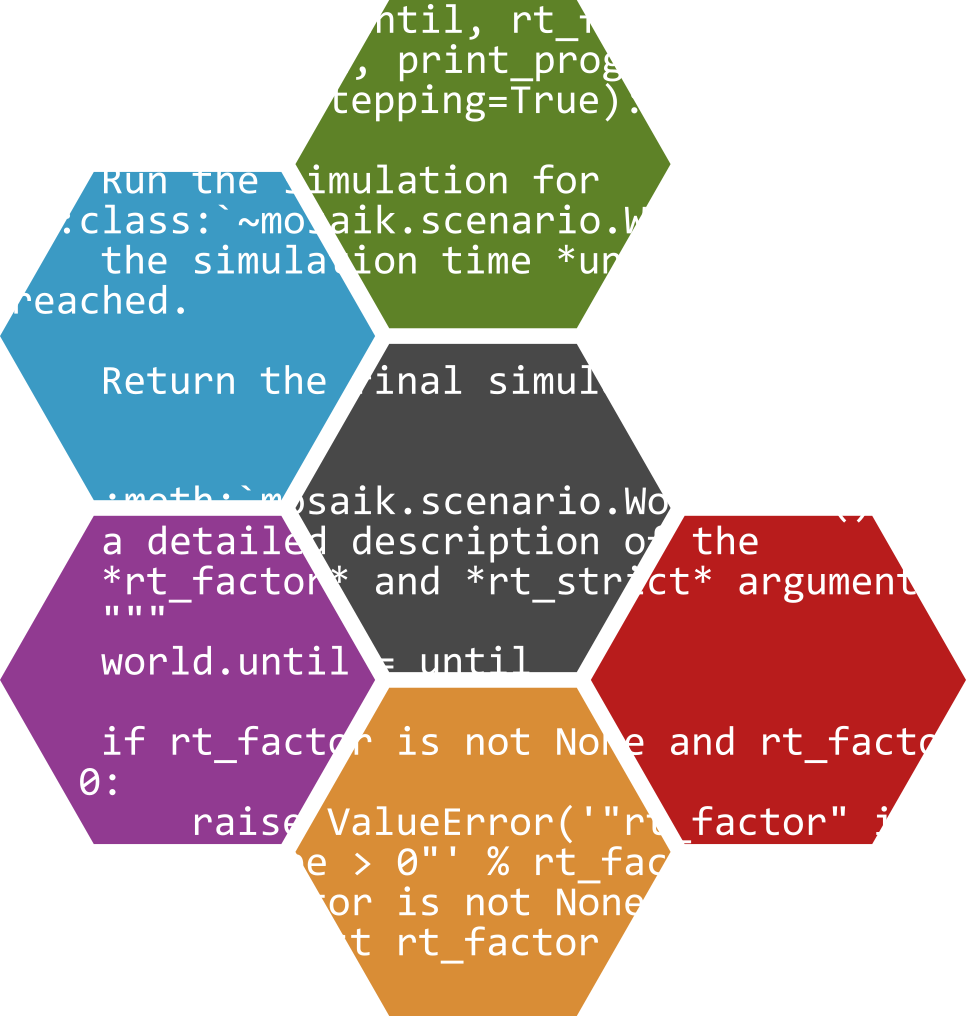 ntil, rt_f
, print_prog
tepping=True).
Run the simulation for
:class:`~mosaik.scenario.W
the simulation time *un
reached.
Return the final simul
:meth:`mosaik.scenario.Wo ()
a detailed description of the
*rt_factor* and *rt_strict* argument
"""
world.until = until
if rt_factor is not None and rt_facto
0:
raise ValueError('"rt_factor" i
e > 0"' % rt_fac
or is not None
t rt_factor